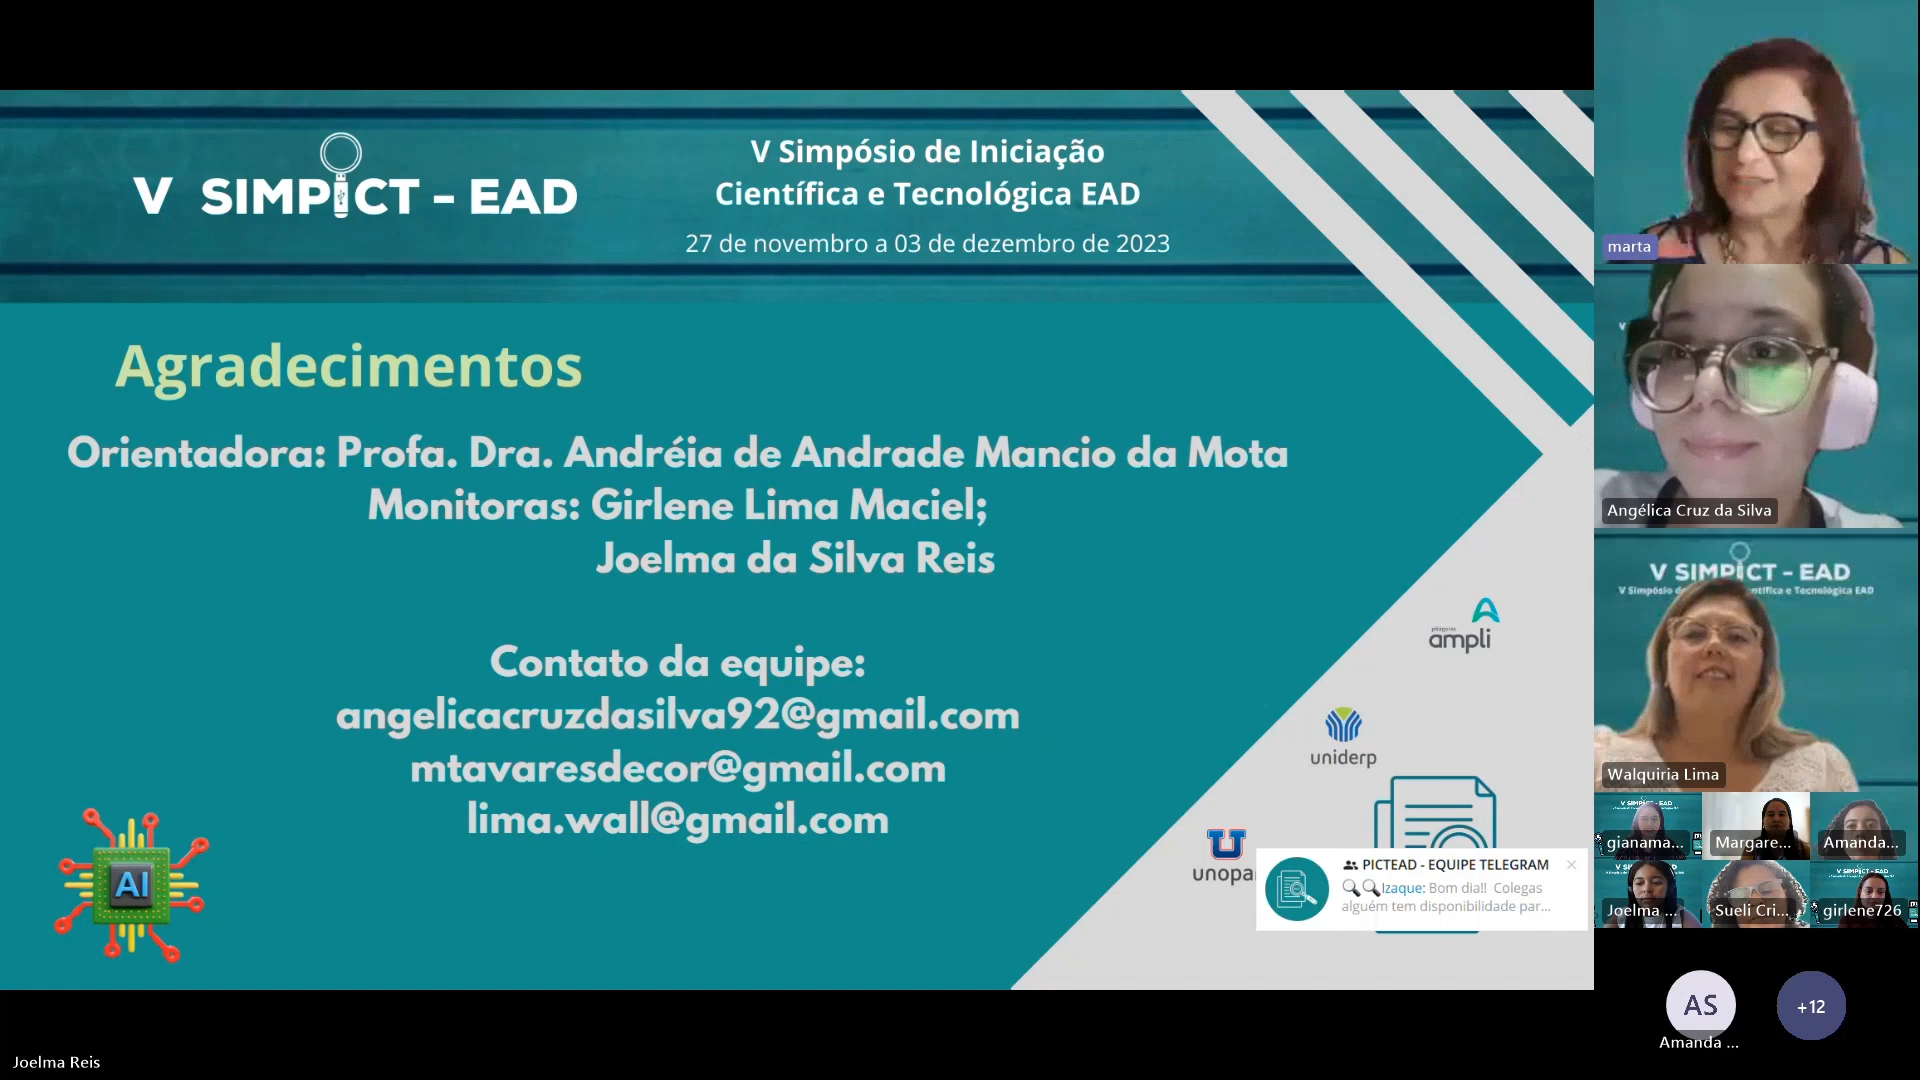 V SIMPICT - EAD
V Simpósio de Iniciação
Científica e Tecnológica EAD
27 de novembro a 03 de dezembro de 2023
Agradecimentos
Orientadora: Profa. Dra. Andréia de Andrade Mancio da Mota
Monitoras: Girlene Lima Maciel;
Joelma da Silva Reis
Contato da equipe:
angelicacruzdasilva92@gmail.com
mtavaresdecor@gmail.com
lima.wall@gmail.com
AI
ampli
uniderp
unopa
PICTEAD - EQUIPE TELEGRAM
Izaque: Bom dia!! Colegas
alguém tem disponibilidade par...
marta
Angélica Cruz da Silva
V SIMPICT - EAD
Walquiria Lima
gianama...
Margare...
Amanda...
Joelma ...
Sueli Cri...
girlene726
AS
+12
Amanda ...
Joelma Reis